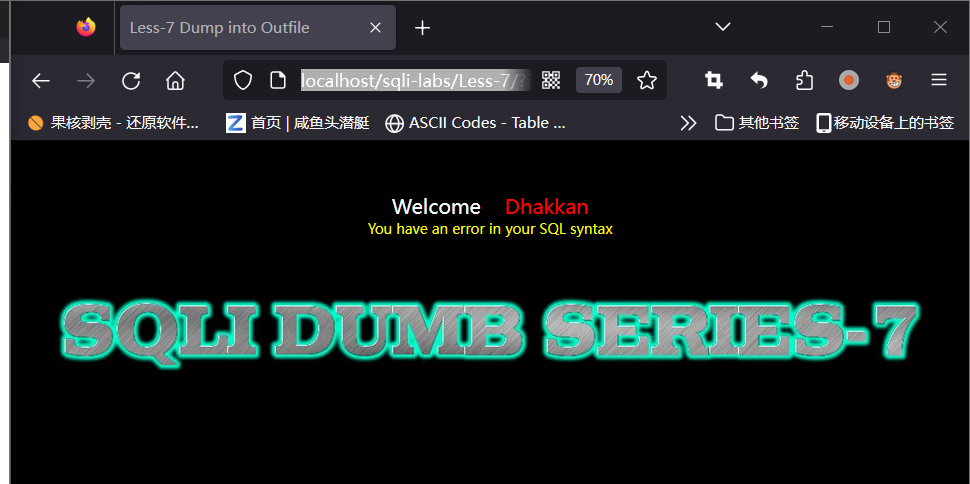 Less-7 Dump into Outfile
localhost/sqli-labs/Less-7/?
70%
果核剥壳 - 还原软件...
首页 | 咸鱼头潜艇
ASCII Codes - Table ...
其他书签
移动设备上的书签
Welcome Dhakkan
You have an error in your SQL syntax
SQLI DUMB SERIES-7